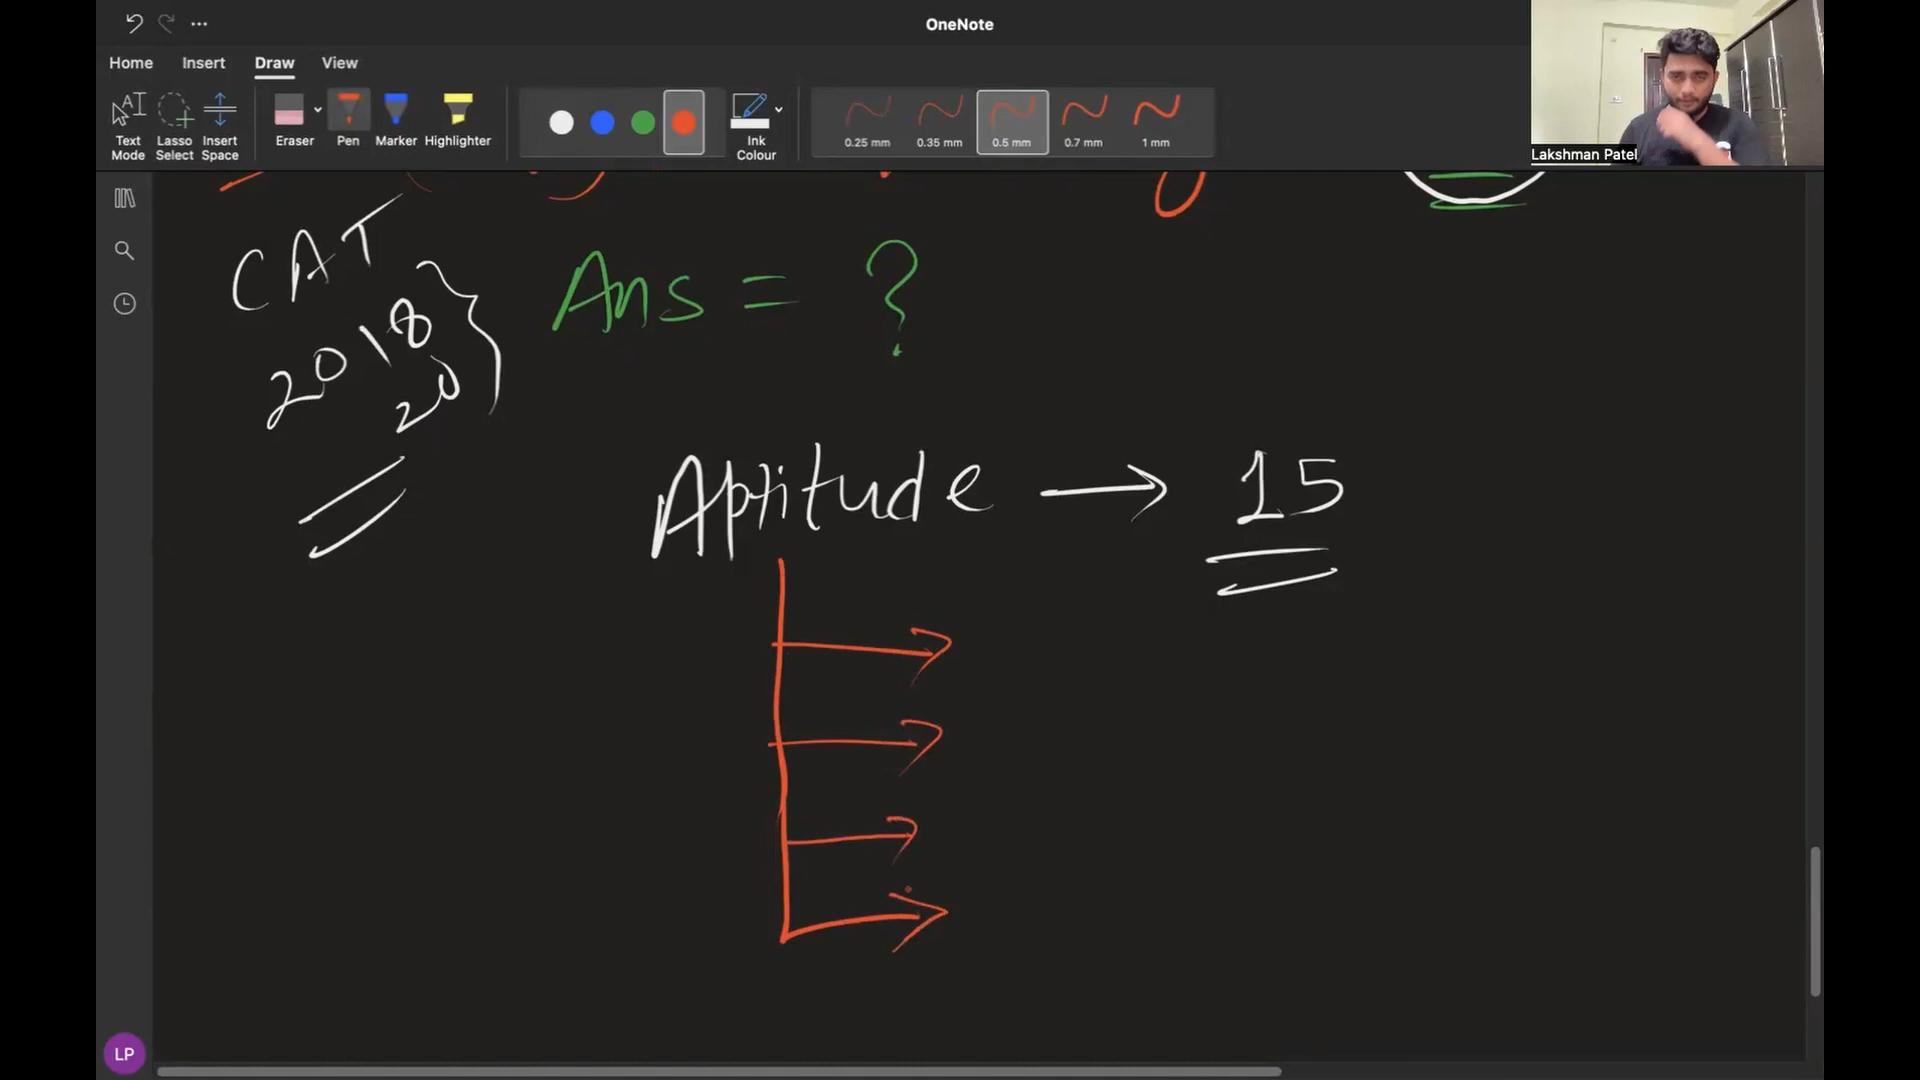 OneNote
Home Insert Draw View
Text Mode
Lasso Select
Insert Space
Eraser
Pen
Marker
Highlighter
Ink Colour
0.25 mm
0.35 mm
0.5 mm
0.7 mm
1 mm
Lakshman Patel
CAT
2018
20
Ans = ?
Aptitude → 15
LP